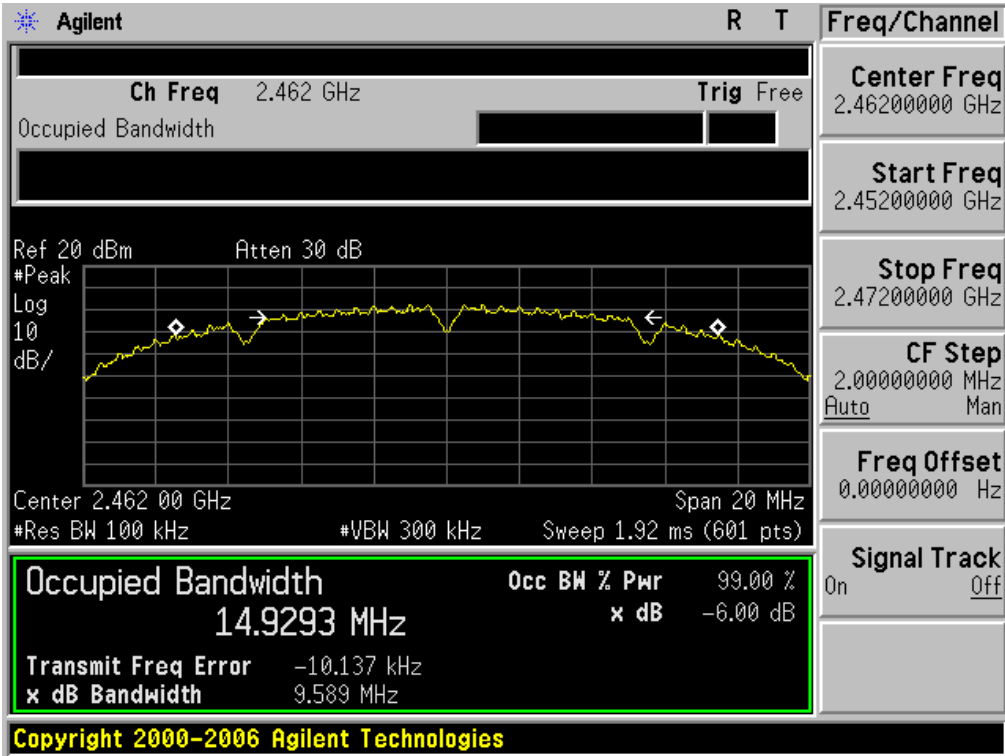 Agilent R T
Freq/Channel
Ch Freq 2.462 GHz Trig Free
Occupied Bandwidth
Center Freq
2.46200000 GHz
Start Freq
2.45200000 GHz
Stop Freq
2.47200000 GHz
CF Step
2.00000000 MHz
Auto Man
Freq Offset
0.00000000 Hz
Signal Track
On Off
Ref 20 dBm Atten 30 dB
#Peak
Log
10
dB/
Center 2.462 00 GHz Span 20 MHz
#Res BW 100 kHz #VBW 300 kHz Sweep 1.92 ms (601 pts)
Occupied Bandwidth
14.9293 MHz
Occ BW % Pwr 99.00 %
x dB -6.00 dB
Transmit Freq Error -10.137 kHz
x dB Bandwidth 9.589 MHz
Copyright 2000-2006 Agilent Technologies